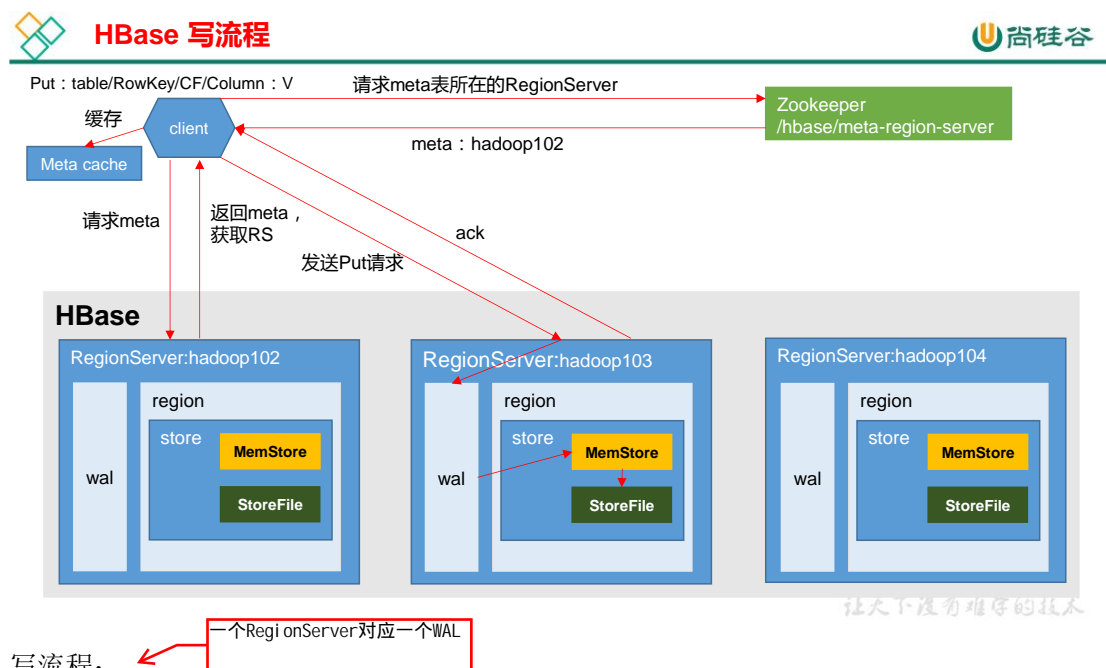 HBase 写流程
尚硅谷
Put：table/RowKey/CF/Column：V
请求meta表所在的RegionServer
Zookeeper
/hbase/meta-region-server
缓存
client
meta：hadoop102
Meta cache
请求meta
返回meta，
获取RS
ack
发送Put请求
HBase
RegionServer:hadoop102
RegionServer:hadoop103
RegionServer:hadoop104
region
region
region
store
store
store
MemStore
MemStore
MemStore
wal
wal
wal
StoreFile
StoreFile
StoreFile
让天下没有难学的技术
一个RegionServer对应一个WAL
写流程：